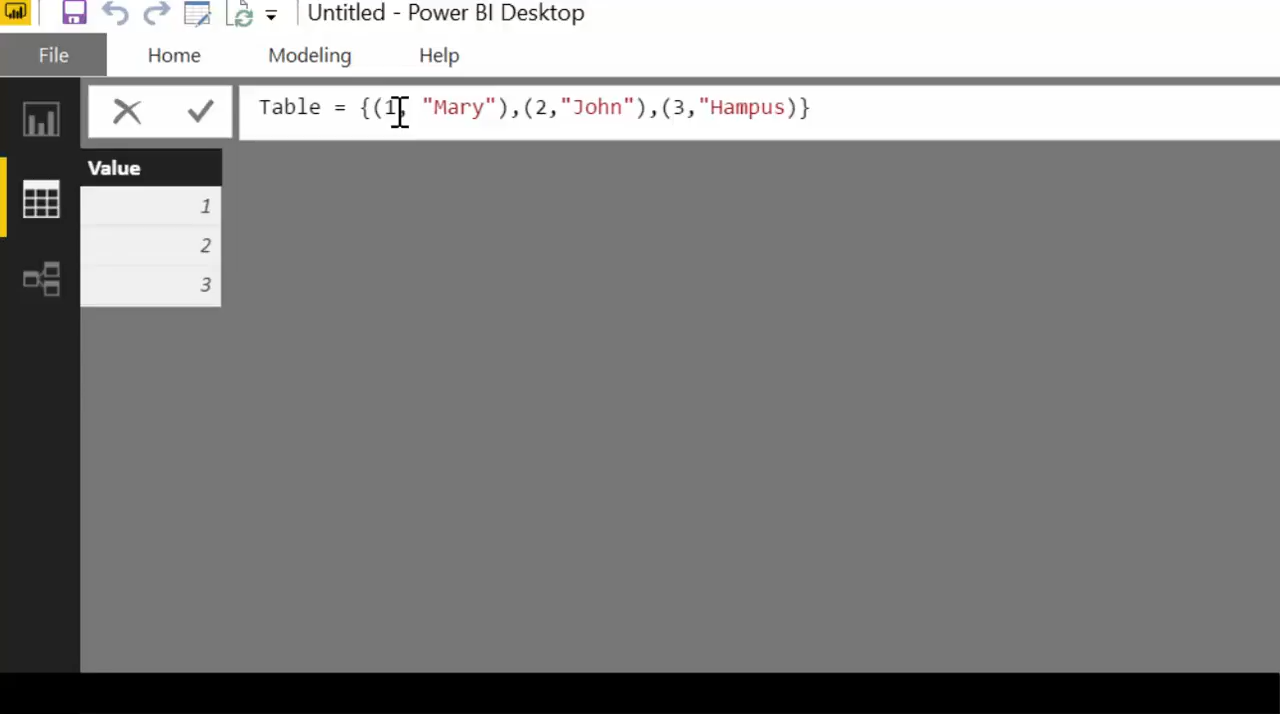 Untitled - Power BI Desktop
File Home Modeling Help
Table = {(1, "Mary"),(2,"John"),(3,"Hampus)}
Value
1
2
3